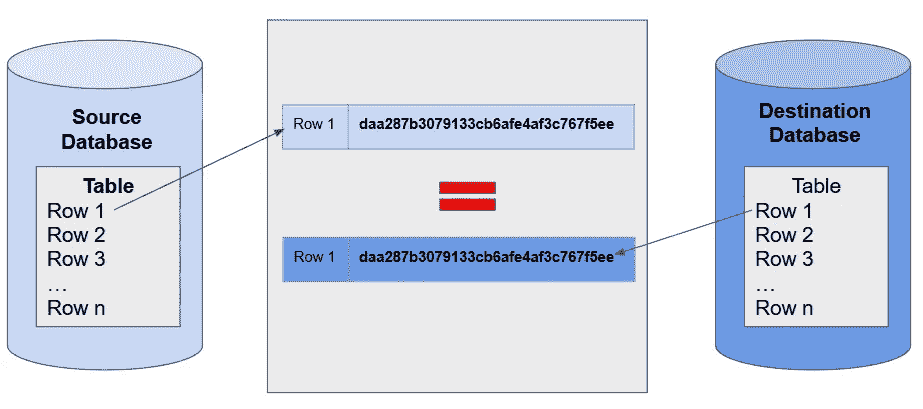 Source
Database
Table
Row 1
Row 2
Row 3
...
Row n
Row 1 daa287b3079133cb6afe4af3c767f5ee
Row 1 daa287b3079133cb6afe4af3c767f5ee
Destination
Database
Table
Row 1
Row 2
Row 3
...
Row n